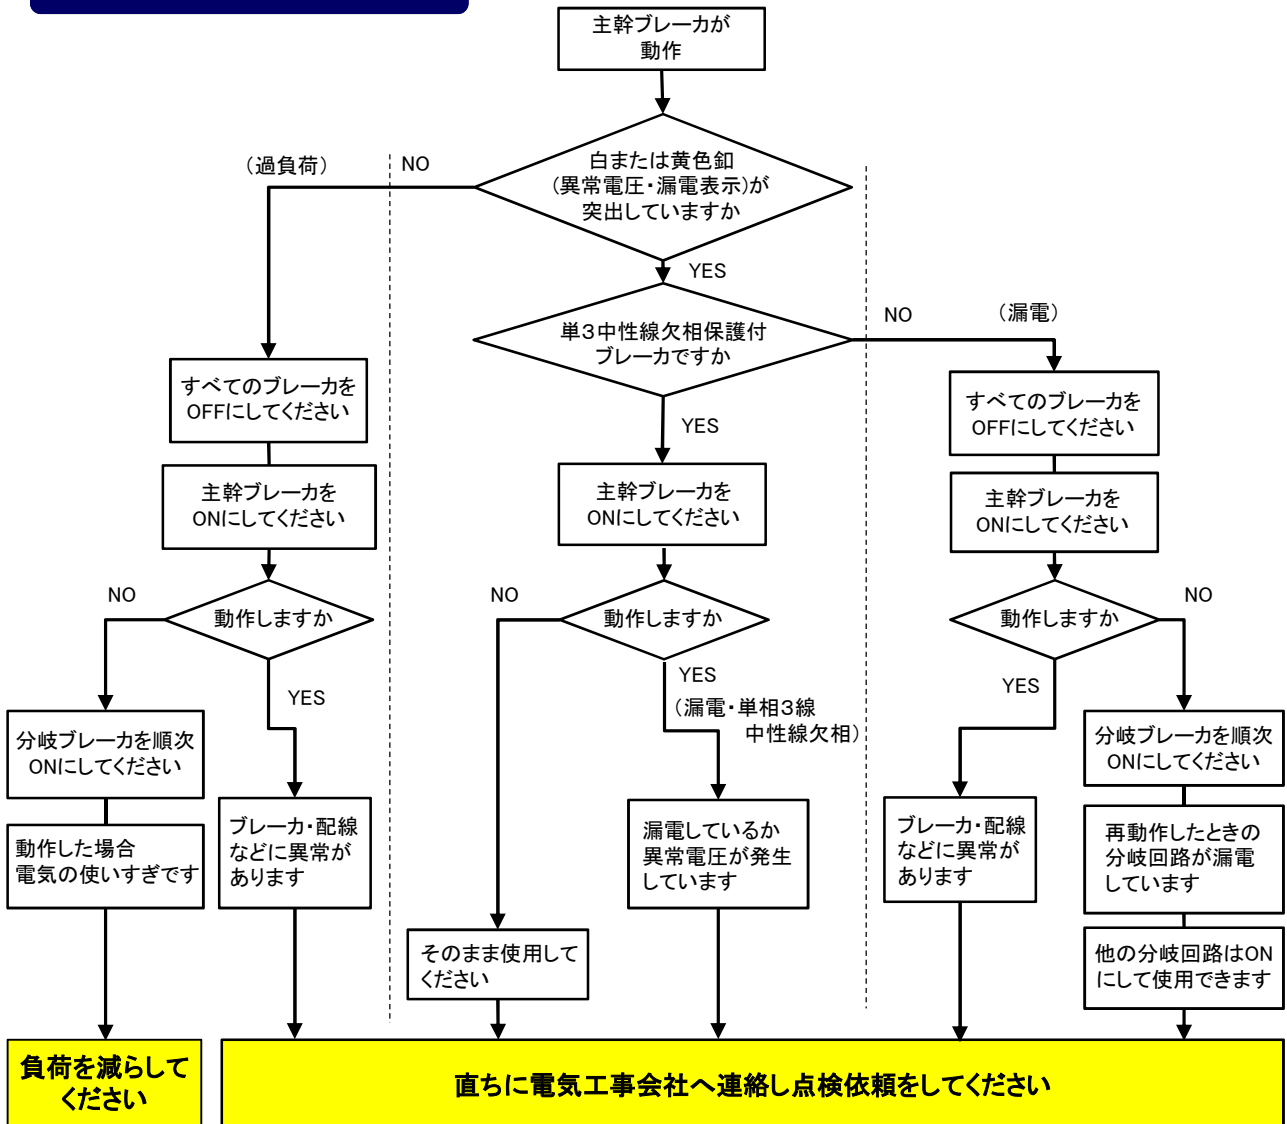 主幹ブレーカが
動作
白または黄色釦
(異常電圧・漏電表示)が
突出していますか
(過負荷)
NO
YES
単3中性線欠相保護付
ブレーカですか
NO
(漏電)
YES
すべてのブレーカを
OFFにしてください
主幹ブレーカを
ONにしてください
動作しますか
NO
YES
分岐ブレーカを順次
ONにしてください
動作した場合
電気の使いすぎです
ブレーカ・配線
などに異常が
あります
主幹ブレーカを
ONにしてください
動作しますか
NO
YES
(漏電・単相3線
中性線欠相)
漏電しているか
異常電圧が発生
しています
そのまま使用して
ください
すべてのブレーカを
OFFにしてください
主幹ブレーカを
ONにしてください
動作しますか
YES
NO
ブレーカ・配線
などに異常が
あります
分岐ブレーカを順次
ONにしてください
再動作したときの
分岐回路が漏電
しています
他の分岐回路はON
にして使用できます
負荷を減らして
ください
直ちに電気工事会社へ連絡し点検依頼をしてください